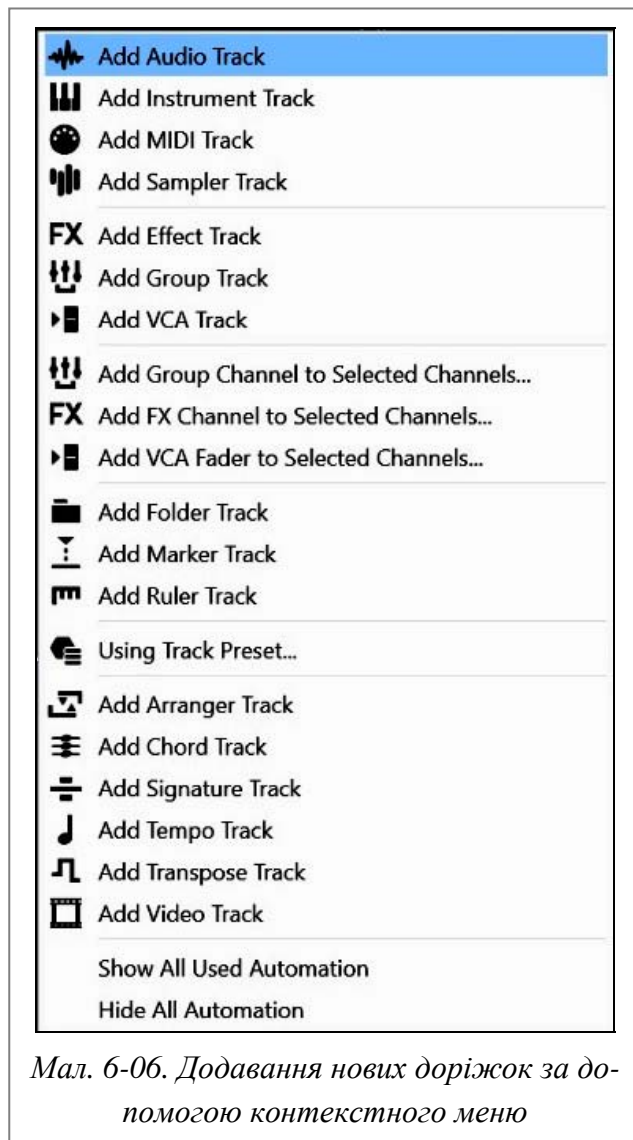 Add Audio Track
Add Instrument Track
Add MIDI Track
Add Sampler Track
FX Add Effect Track
Add Group Track
Add VCA Track
Add Group Channel to Selected Channels...
FX Add FX Channel to Selected Channels...
Add VCA Fader to Selected Channels...
Add Folder Track
Add Marker Track
Add Ruler Track
Using Track Preset...
Add Arranger Track
Add Chord Track
Add Signature Track
Add Tempo Track
Add Transpose Track
Add Video Track
Show All Used Automation
Hide All Automation
Мал. 6-06. Додавання нових доріжок за до-
помогою контекстного меню